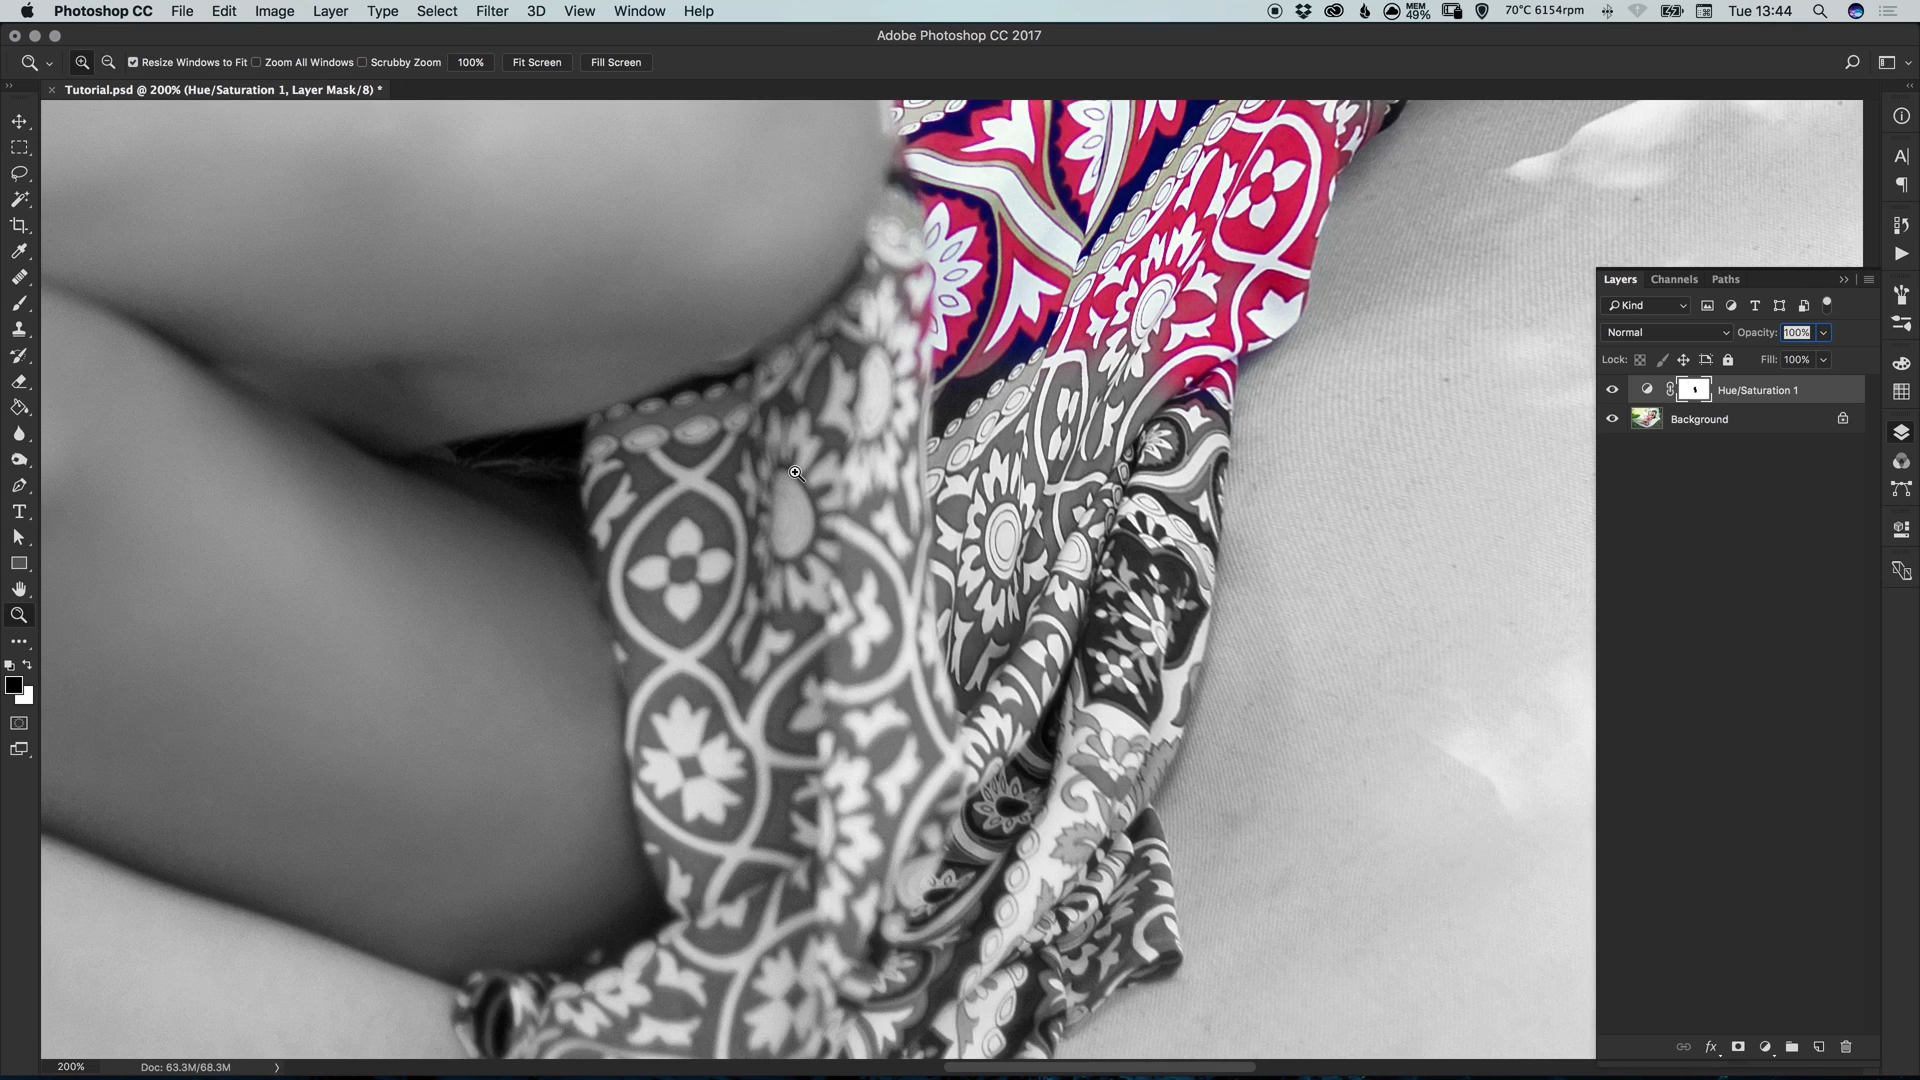 Photoshop CC File Edit Image Layer Type Select Filter 3D View Window Help MEM 49% 70°C 6154rpm Tue 13:44
Adobe Photoshop CC 2017
Resize Windows to Fit Zoom All Windows Scrubby Zoom 100% Fit Screen Fill Screen
Tutorial.psd @ 200% (Hue/Saturation 1, Layer Mask/8) *
Layers Channels Paths
Kind
Normal Opacity: 100%
Lock: Fill: 100%
Hue/Saturation 1
Background
200% Doc: 63.3M/68.3M